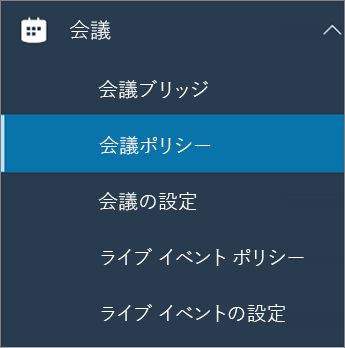 会議
会議ブリッジ
会議ポリシー
会議の設定
ライブ イベント ポリシー
ライブ イベントの設定